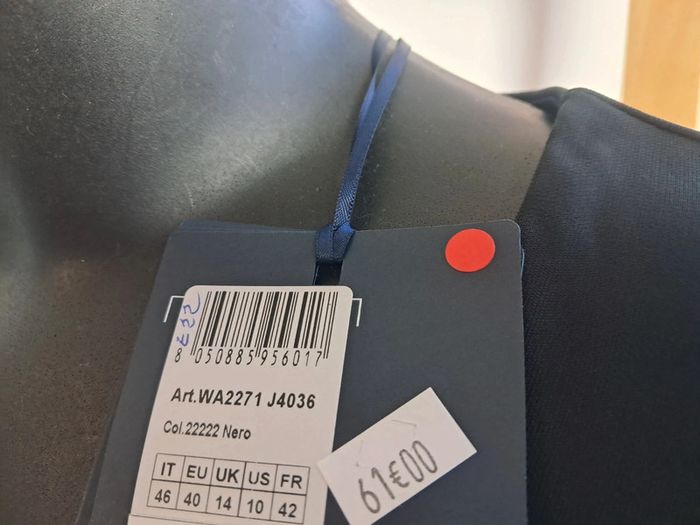 8 050885 956017
Art.WA2271 J4036
Col.22222 Nero
IT EU UK US FR
46 40 14 10 42
61€00